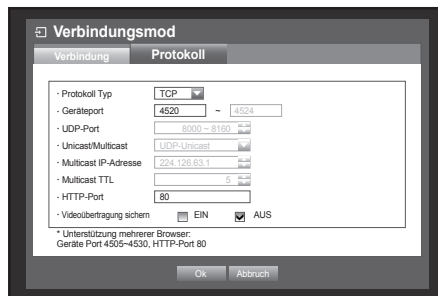 Verbindungsmod
Verbindung Protokoll
· Protokoll Typ TCP
· Geräteport 4520 ~ 4524
· UDP-Port 8000 ~ 8160
· Unicast/Multicast UDP-Unicast
· Multicast IP-Adresse 224.126.63.1
· Multicast TTL 5
· HTTP-Port 80
· Videoübertragung sichern EIN AUS
* Unterstützung mehrerer Browser:
Geräte Port 4505~4530, HTTP-Port 80
Ok Abbruch